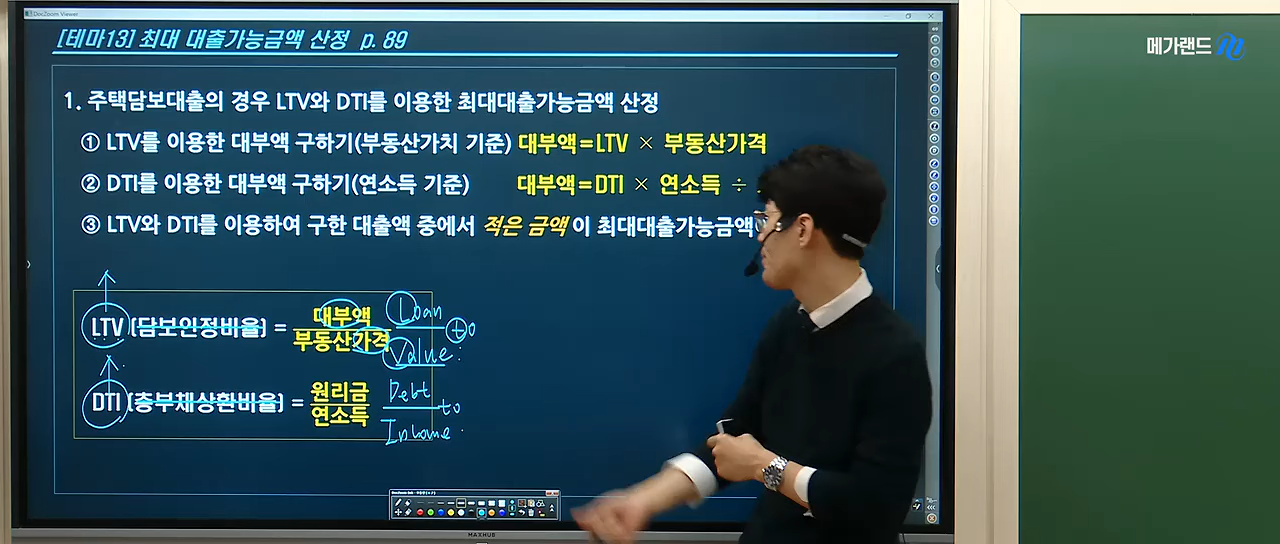 DocZoom Viewer
[테마13] 최대 대출가능금액 산정 p. 89
메가랜드
1. 주택담보대출의 경우 LTV와 DTI를 이용한 최대대출가능금액 산정
① LTV를 이용한 대부액 구하기(부동산가치 기준) 대부액=LTV × 부동산가격
② DTI를 이용한 대부액 구하기(연소득 기준) 대부액=DTI × 연소득 ÷
③ LTV와 DTI를 이용하여 구한 대출액 중에서 적은 금액이 최대대출가능금액
LTV [담보인정비율] = 대부액 Loan
부동산가격 Value
to
DTI [총부채상환비율] = 원리금 Debt
연소득 Income
to
MAXHUB